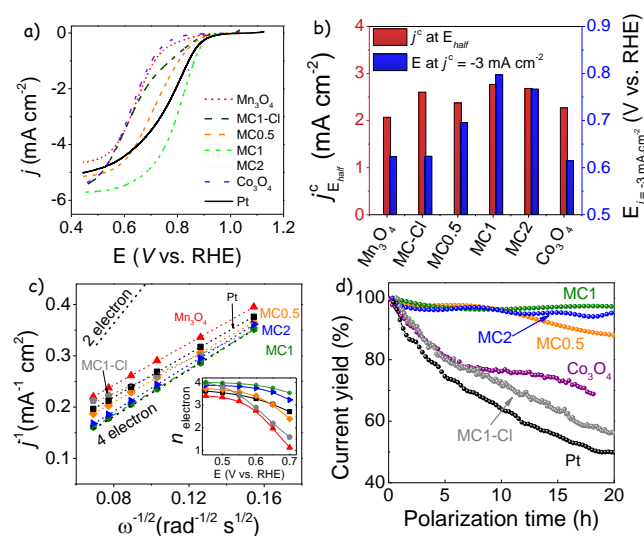 a)
j (mA cm⁻²)
0
-2
-4
-6
Mn₃O₄
MC1-Cl
MC0.5
MC1
MC2
Co₃O₄
Pt
0.4 0.6 0.8 1.0 1.2
E (V vs. RHE)
b)
j^c at E_half
E at j^c = -3 mA cm⁻²
j^c_E_half (mA cm⁻²)
4
3
2
1
0
0.9
0.8
0.7
0.6
0.5
E_j = -3 mA cm⁻² (V vs. RHE)
Mn₃O₄ MC-Cl MC0.5 MC1 MC2 Co₃O₄
c)
j⁻¹ (mA⁻¹ cm²)
0.4
0.3
0.2
0.1
2 electron
Mn₃O₄
Pt
MC0.5
MC2
MC1
MC1-Cl
4 electron
n_electron
4
3
2
1
0.5 0.6 0.7
E (V vs. RHE)
0.08 0.12 0.16
ω⁻¹/² (rad⁻¹/² s¹/²)
d)
Current yield (%)
100
80
60
40
MC1
MC2
MC0.5
Co₃O₄
MC1-Cl
Pt
0 5 10 15 20
Polarization time (h)